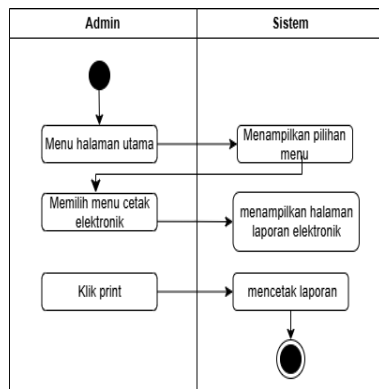 Admin
Sistem
Menu halaman utama
Menampilkan pilihan
menu
Memilih menu cetak
elektronik
menampilkan halaman
laporan elektronik
Klik print
mencetak laporan